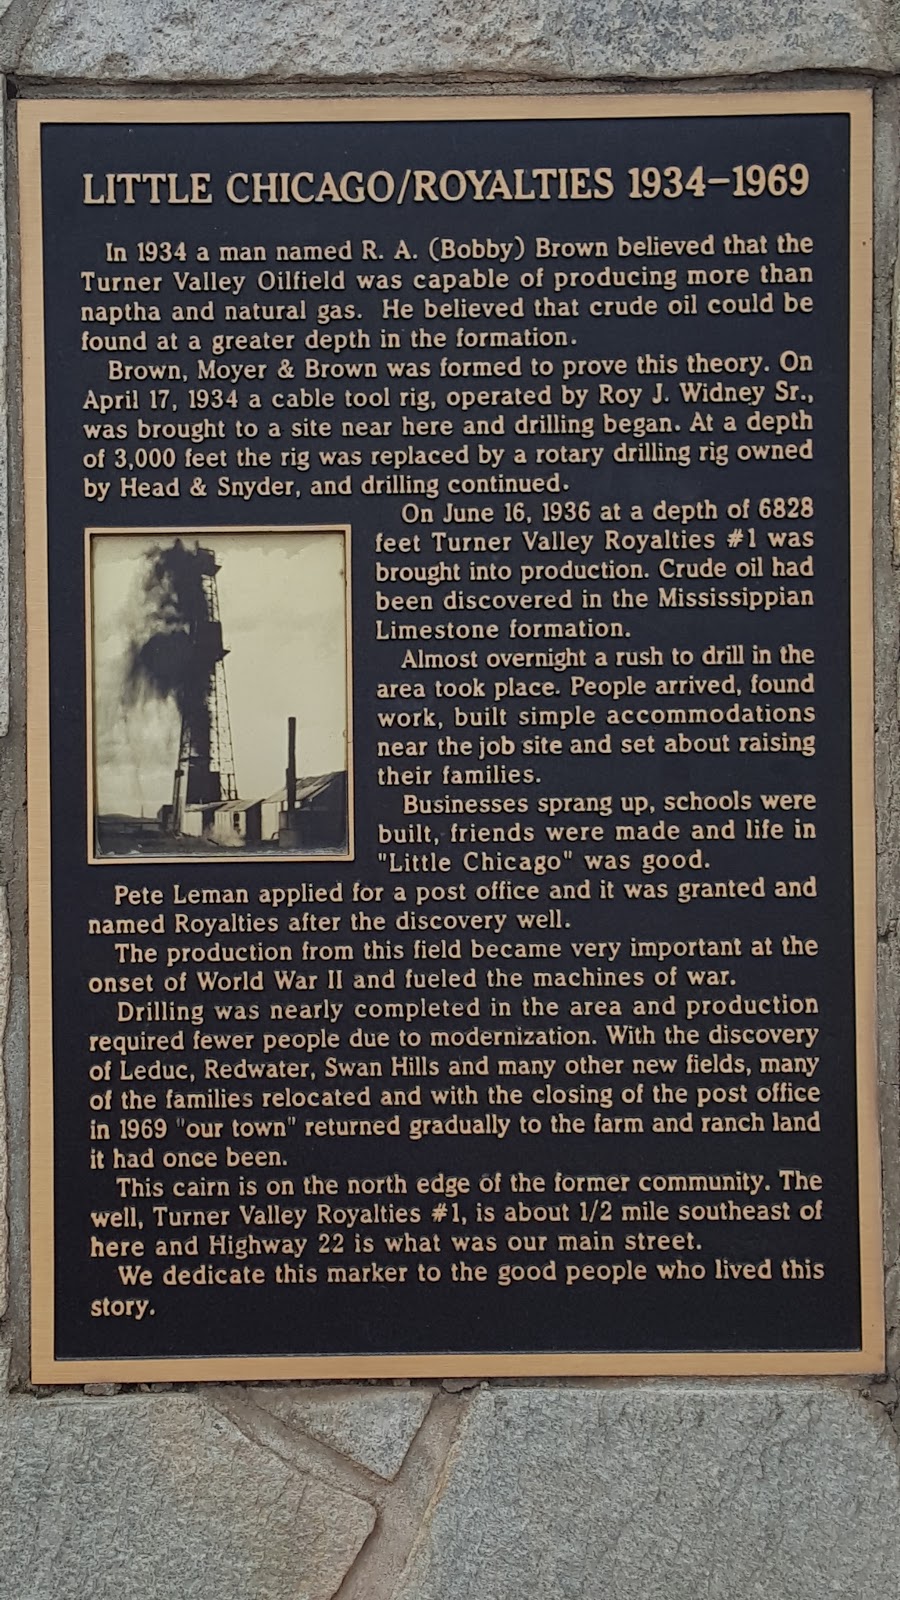 LITTLE CHICAGO/ROYALTIES 1934–1969
In 1934 a man named R. A. (Bobby) Brown believed that the
Turner Valley Oilfield was capable of producing more than
naptha and natural gas. He believed that crude oil could be
found at a greater depth in the formation.
Brown, Moyer & Brown was formed to prove this theory. On
April 17, 1934 a cable tool rig, operated by Roy J. Widney Sr.,
was brought to a site near here and drilling began. At a depth
of 3,000 feet the rig was replaced by a rotary drilling rig owned
by Head & Snyder, and drilling continued.
On June 16, 1936 at a depth of 6828
feet Turner Valley Royalties #1 was
brought into production. Crude oil had
been discovered in the Mississippian
Limestone formation.
Almost overnight a rush to drill in the
area took place. People arrived, found
work, built simple accommodations
near the job site and set about raising
their families.
Businesses sprang up, schools were
built, friends were made and life in
"Little Chicago" was good.
Pete Leman applied for a post office and it was granted and
named Royalties after the discovery well.
The production from this field became very important at the
onset of World War II and fueled the machines of war.
Drilling was nearly completed in the area and production
required fewer people due to modernization. With the discovery
of Leduc, Redwater, Swan Hills and many other new fields, many
of the families relocated and with the closing of the post office
in 1969 "our town" returned gradually to the farm and ranch land
it had once been.
This cairn is on the north edge of the former community. The
well, Turner Valley Royalties #1, is about 1/2 mile southeast of
here and Highway 22 is what was our main street.
We dedicate this marker to the good people who lived this
story.